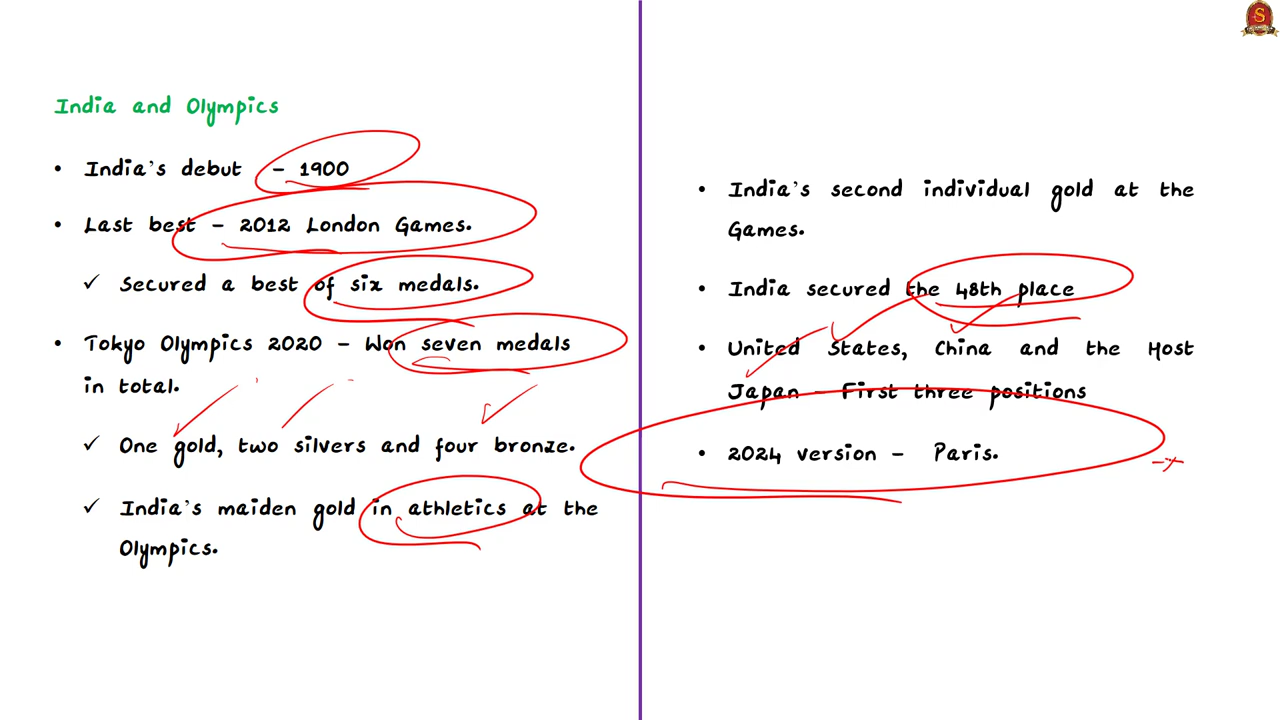 India and Olympics
• India's debut - 1900
• Last best - 2012 London Games.
✓ Secured a best of six medals.
• Tokyo Olympics 2020 - Won seven medals
in total.
✓ One gold, two silvers and four bronze.
✓ India's maiden gold in athletics at the
Olympics.
• India's second individual gold at the
Games.
• India secured the 48th place
• United States, China and the Host
Japan - First three positions
• 2024 version - Paris.